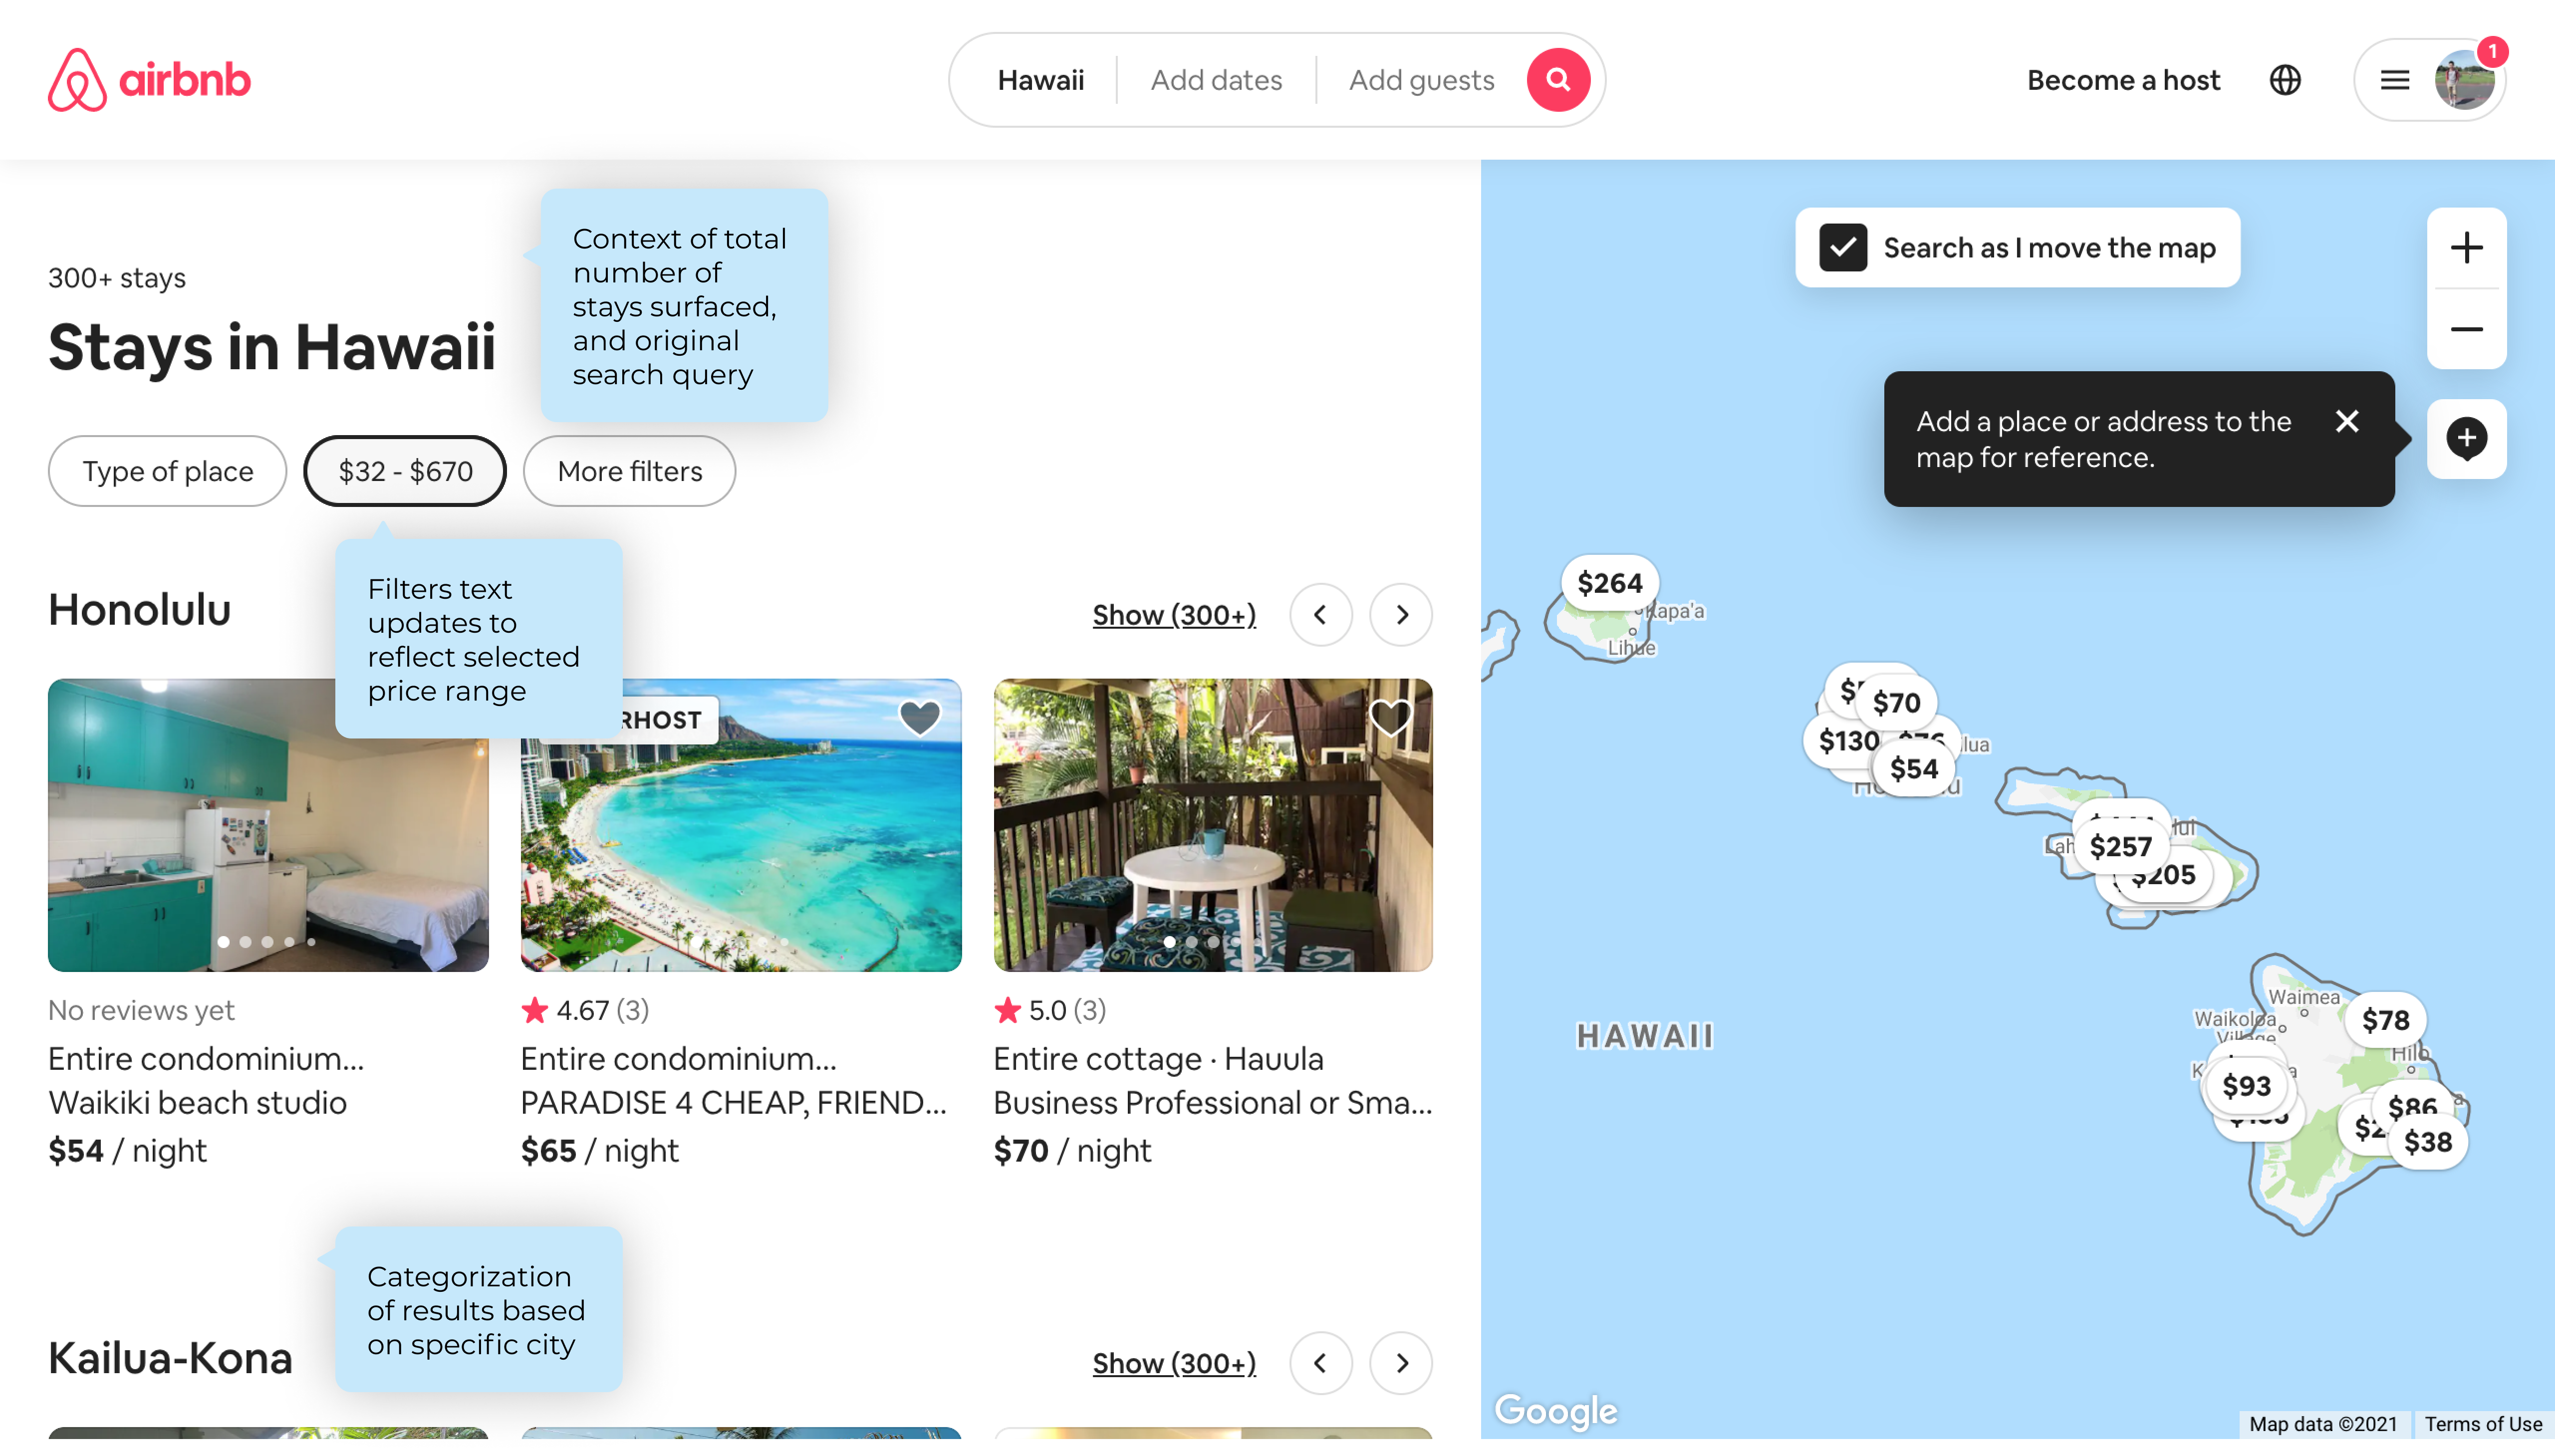 airbnb
Hawaii
Add dates
Add guests
Become a host
1
300+ stays
Stays in Hawaii
Context of total
number of
stays surfaced,
and original
search query
Type of place
$32 - $670
More filters
Filters text
updates to
reflect selected
price range
Honolulu
Show (300+)
RHOST
No reviews yet
Entire condominium...
Waikiki beach studio
$54 / night
4.67 (3)
Entire condominium...
PARADISE 4 CHEAP, FRIEND...
$65 / night
5.0 (3)
Entire cottage · Hauula
Business Professional or Sma...
$70 / night
Categorization
of results based
on specific city
Kailua-Kona
Show (300+)
Search as I move the map
Add a place or address to the
map for reference.
$264
Kapa'a
Lihue
$70
$130
$76
ilua
$54
$257
lui
Lah
$205
HAWAII
Waimea
Waikoloa
Village
$78
Hilo
$93
$86
$38
Google
Map data ©2021
Terms of Use